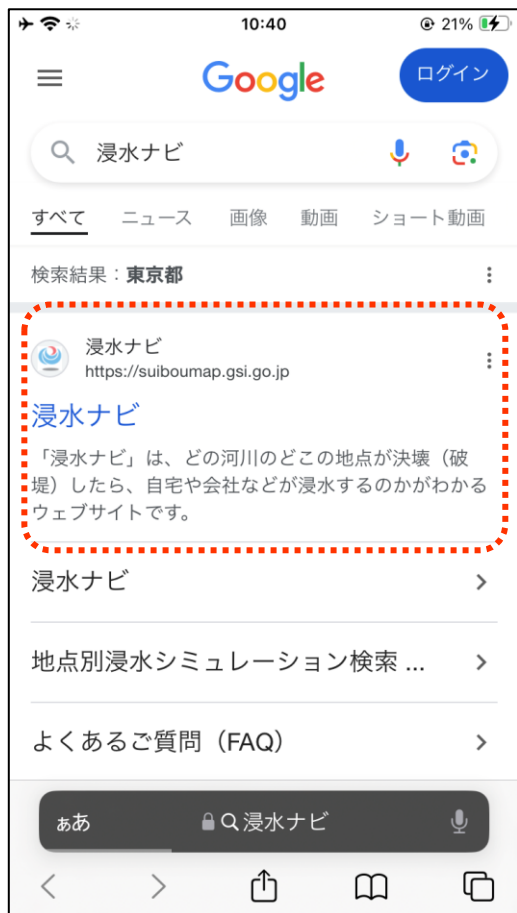 10:40
21%
Google
ログイン
浸水ナビ
すべて ニュース 画像 動画 ショート動画
検索結果：東京都
浸水ナビ
https://suiboumap.gsi.go.jp
浸水ナビ
「浸水ナビ」は、どの河川のどこの地点が決壊（破
堤）したら、自宅や会社などが浸水するのかがわかる
ウェブサイトです。
浸水ナビ
地点別浸水シミュレーション検索 ...
よくあるご質問（FAQ）
ぁあ 浸水ナビ